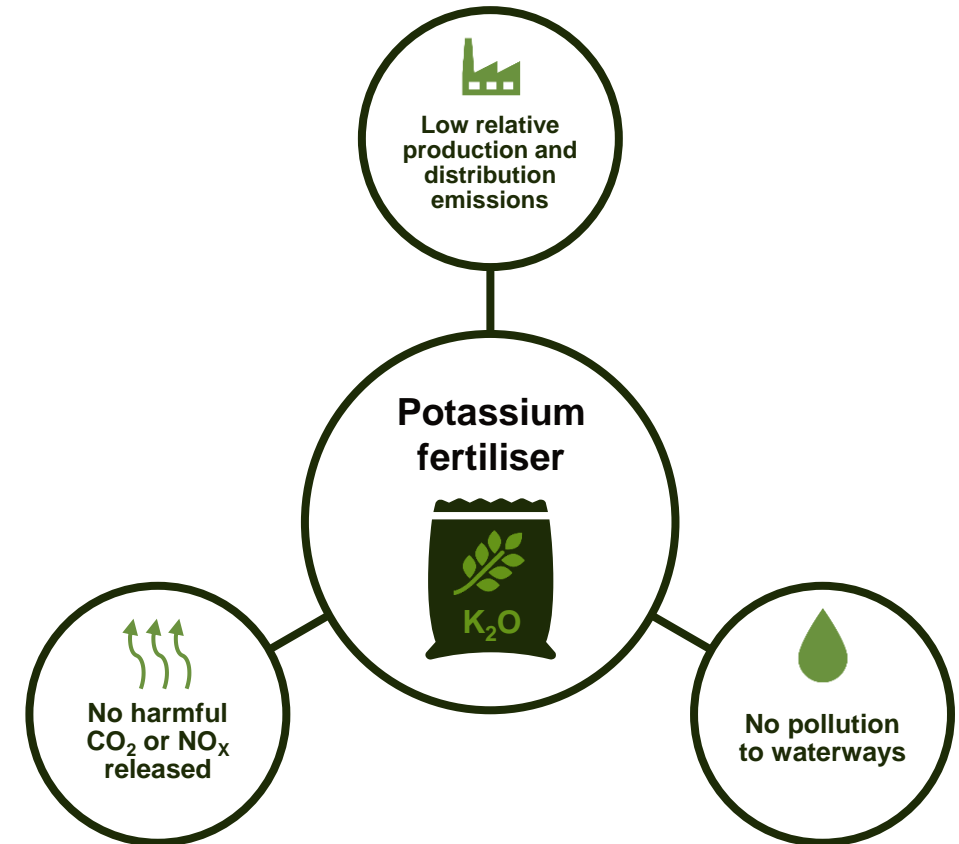 Low relative
production and
distribution
emissions
Potassium
fertiliser
K₂O
No harmful
CO₂ or NOₓ
released
No pollution
to waterways